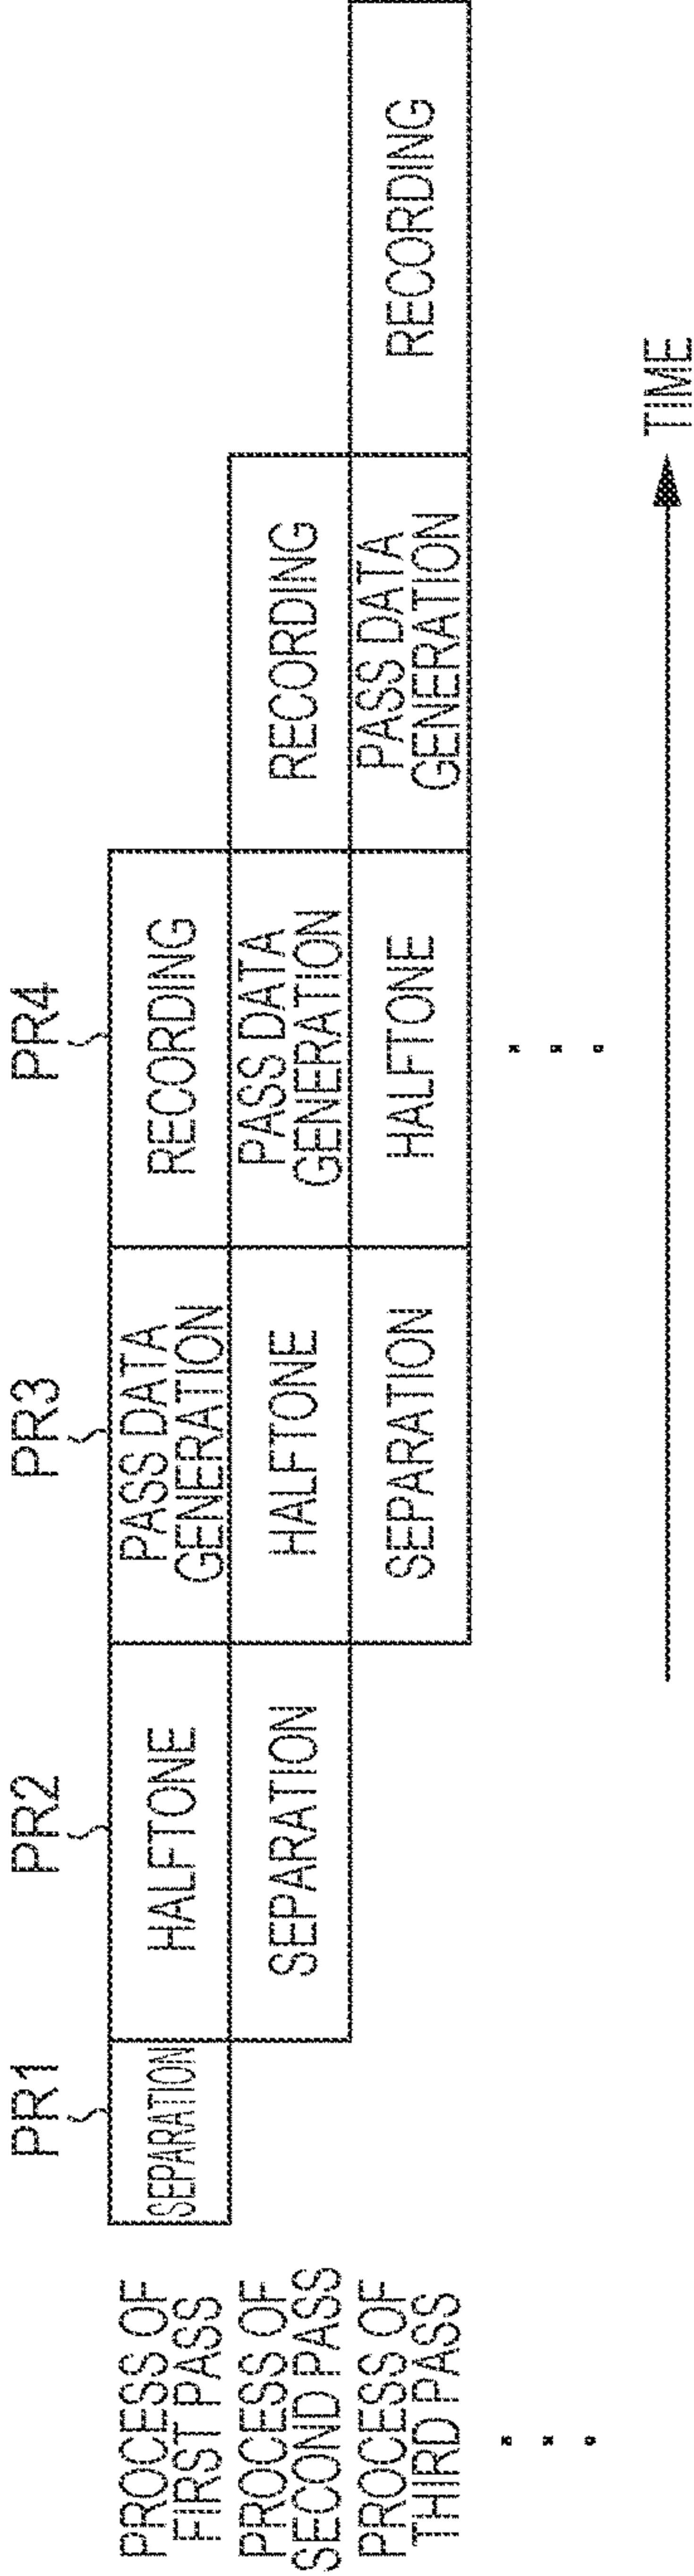 PR1 PR2 PR3 PR4
PROCESS OF
FIRST PASS
SEPARATION
HALFTONE
PASS DATA
GENERATION
RECORDING
PROCESS OF
SECOND PASS
SEPARATION
HALFTONE
PASS DATA
GENERATION
RECORDING
PROCESS OF
THIRD PASS
SEPARATION
HALFTONE
PASS DATA
GENERATION
RECORDING
TIME